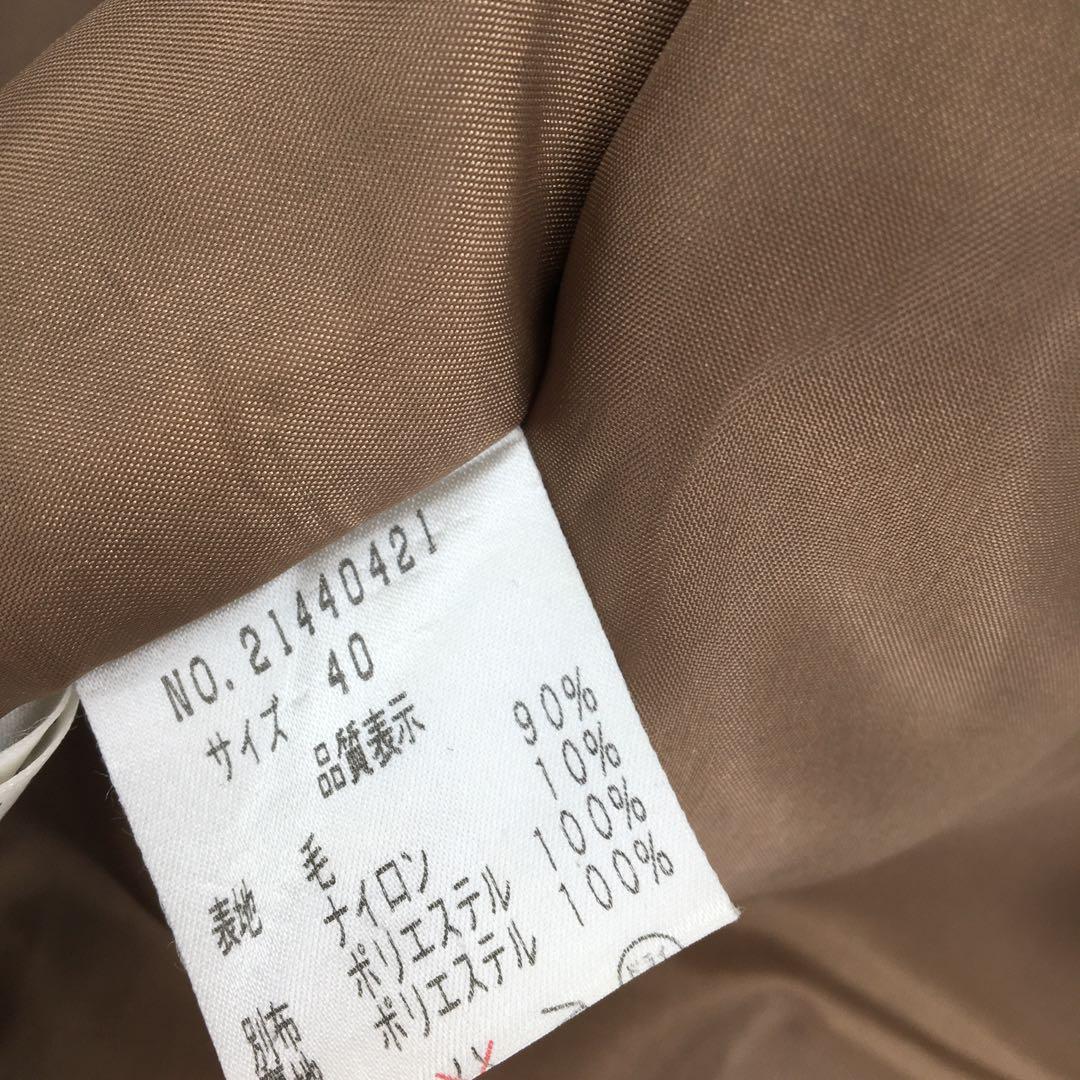 NO. 21440421
サイズ 40
品質表示
表地 毛 90%
ナイロン 10%
別布 ポリエステル 100%
ポリエステル 100%